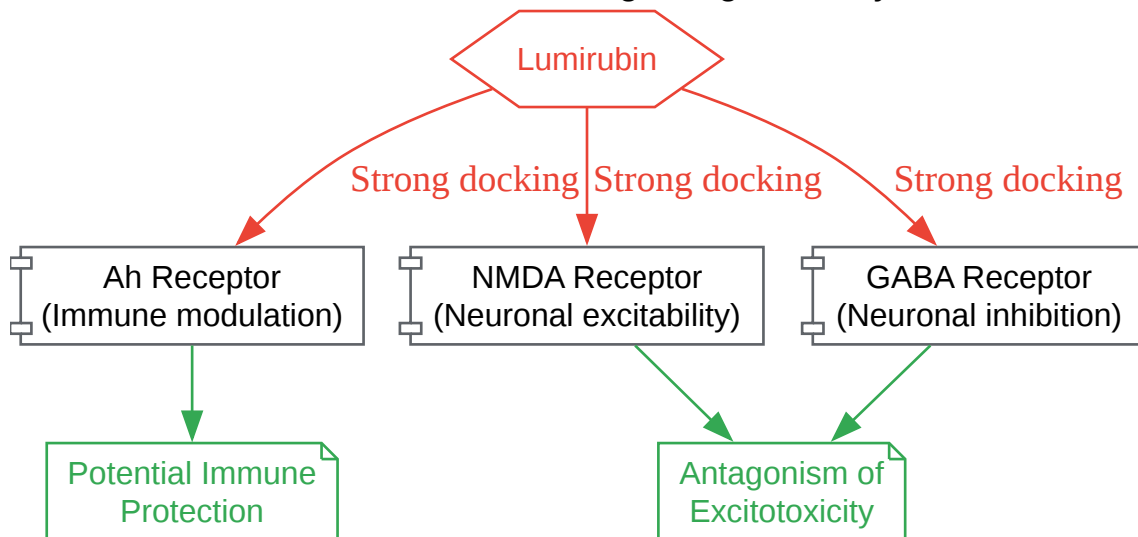 Lumirubin
Strong docking Strong docking Strong docking
Ah Receptor
(Immune modulation)
NMDA Receptor
(Neuronal excitability)
GABA Receptor
(Neuronal inhibition)
Potential Immune
Protection
Antagonism of
Excitotoxicity